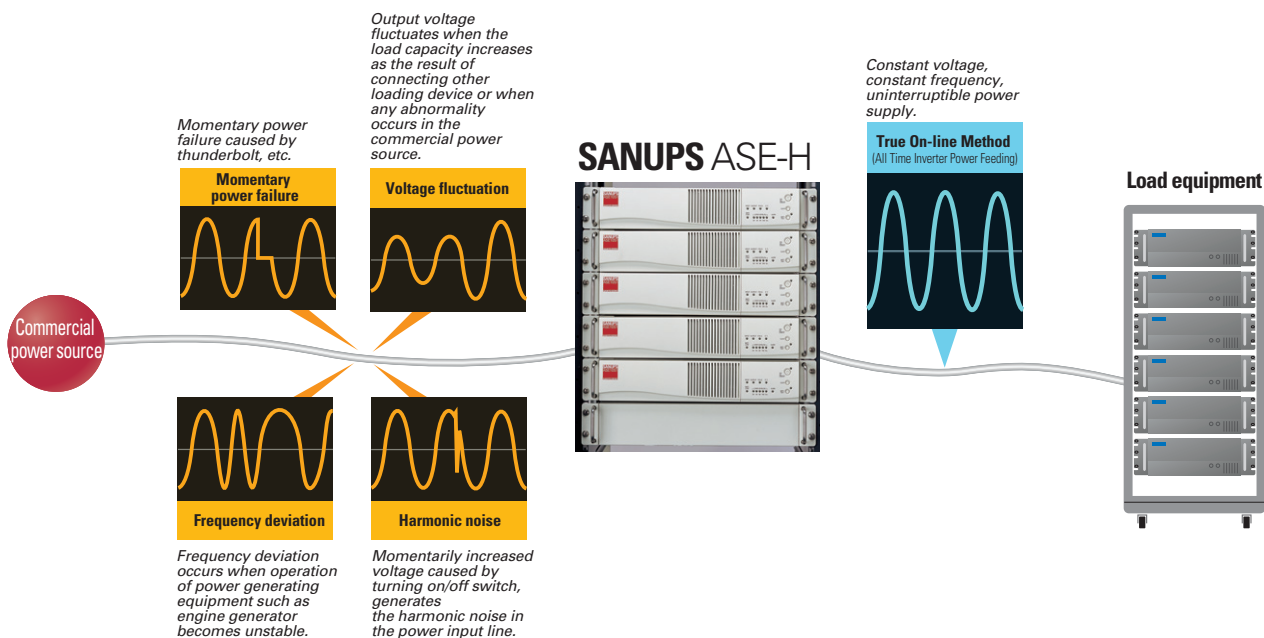 Output voltage
fluctuates when the
load capacity increases
as the result of
connecting other
loading device or when
any abnormality
occurs in the
commercial power
source.
Momentary power
failure caused by
thunderbolt, etc.
Momentary
power failure
Voltage fluctuation
SANUPS ASE-H
Constant voltage,
constant frequency,
uninterruptible power
supply.
True On-line Method
(All Time Inverter Power Feeding)
Load equipment
Commercial
power source
Frequency deviation
Harmonic noise
Frequency deviation
occurs when operation
of power generating
equipment such as
engine generator
becomes unstable.
Momentarily increased
voltage caused by
turning on/off switch,
generates
the harmonic noise in
the power input line.